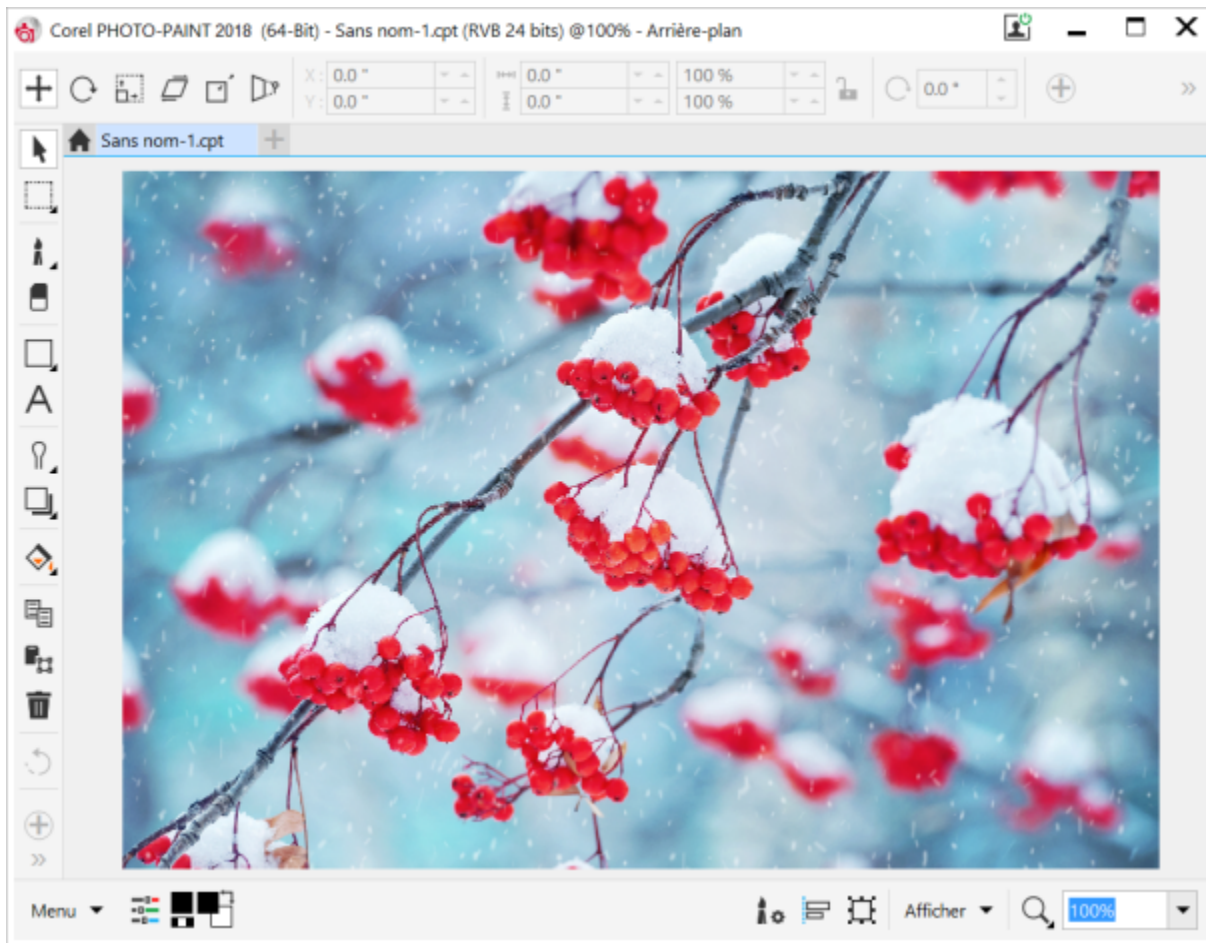 Corel PHOTO-PAINT 2018 (64-Bit) - Sans nom-1.cpt (RVB 24 bits) @100% - Arrière-plan
X: 0.0 " 0.0 " 100 % 0.0 °
Y: 0.0 " 0.0 " 100 %
Sans nom-1.cpt
A
Menu Afficher 100%